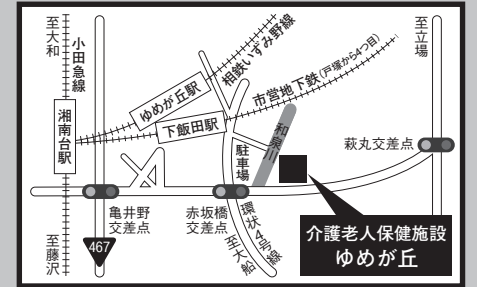 至大和
小田急線
湘南台駅
至藤沢
ゆめが丘駅
相鉄いずみ野線
下飯田駅
市営地下鉄(戸塚から4つ目)
至立場
和泉川
駐車場
萩丸交差点
亀井野
交差点
467
赤坂橋
交差点
環状4号線
至大船
介護老人保健施設
ゆめが丘